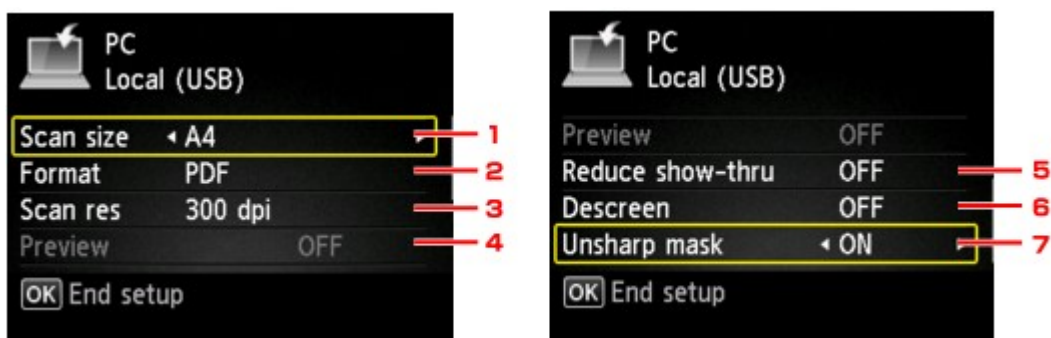 PC
Local (USB)
Scan size A4 1
Format PDF 2
Scan res 300 dpi 3
Preview OFF 4
OK End setup
PC
Local (USB)
Preview OFF
Reduce show-thru OFF 5
Descreen OFF 6
Unsharp mask ON 7
OK End setup